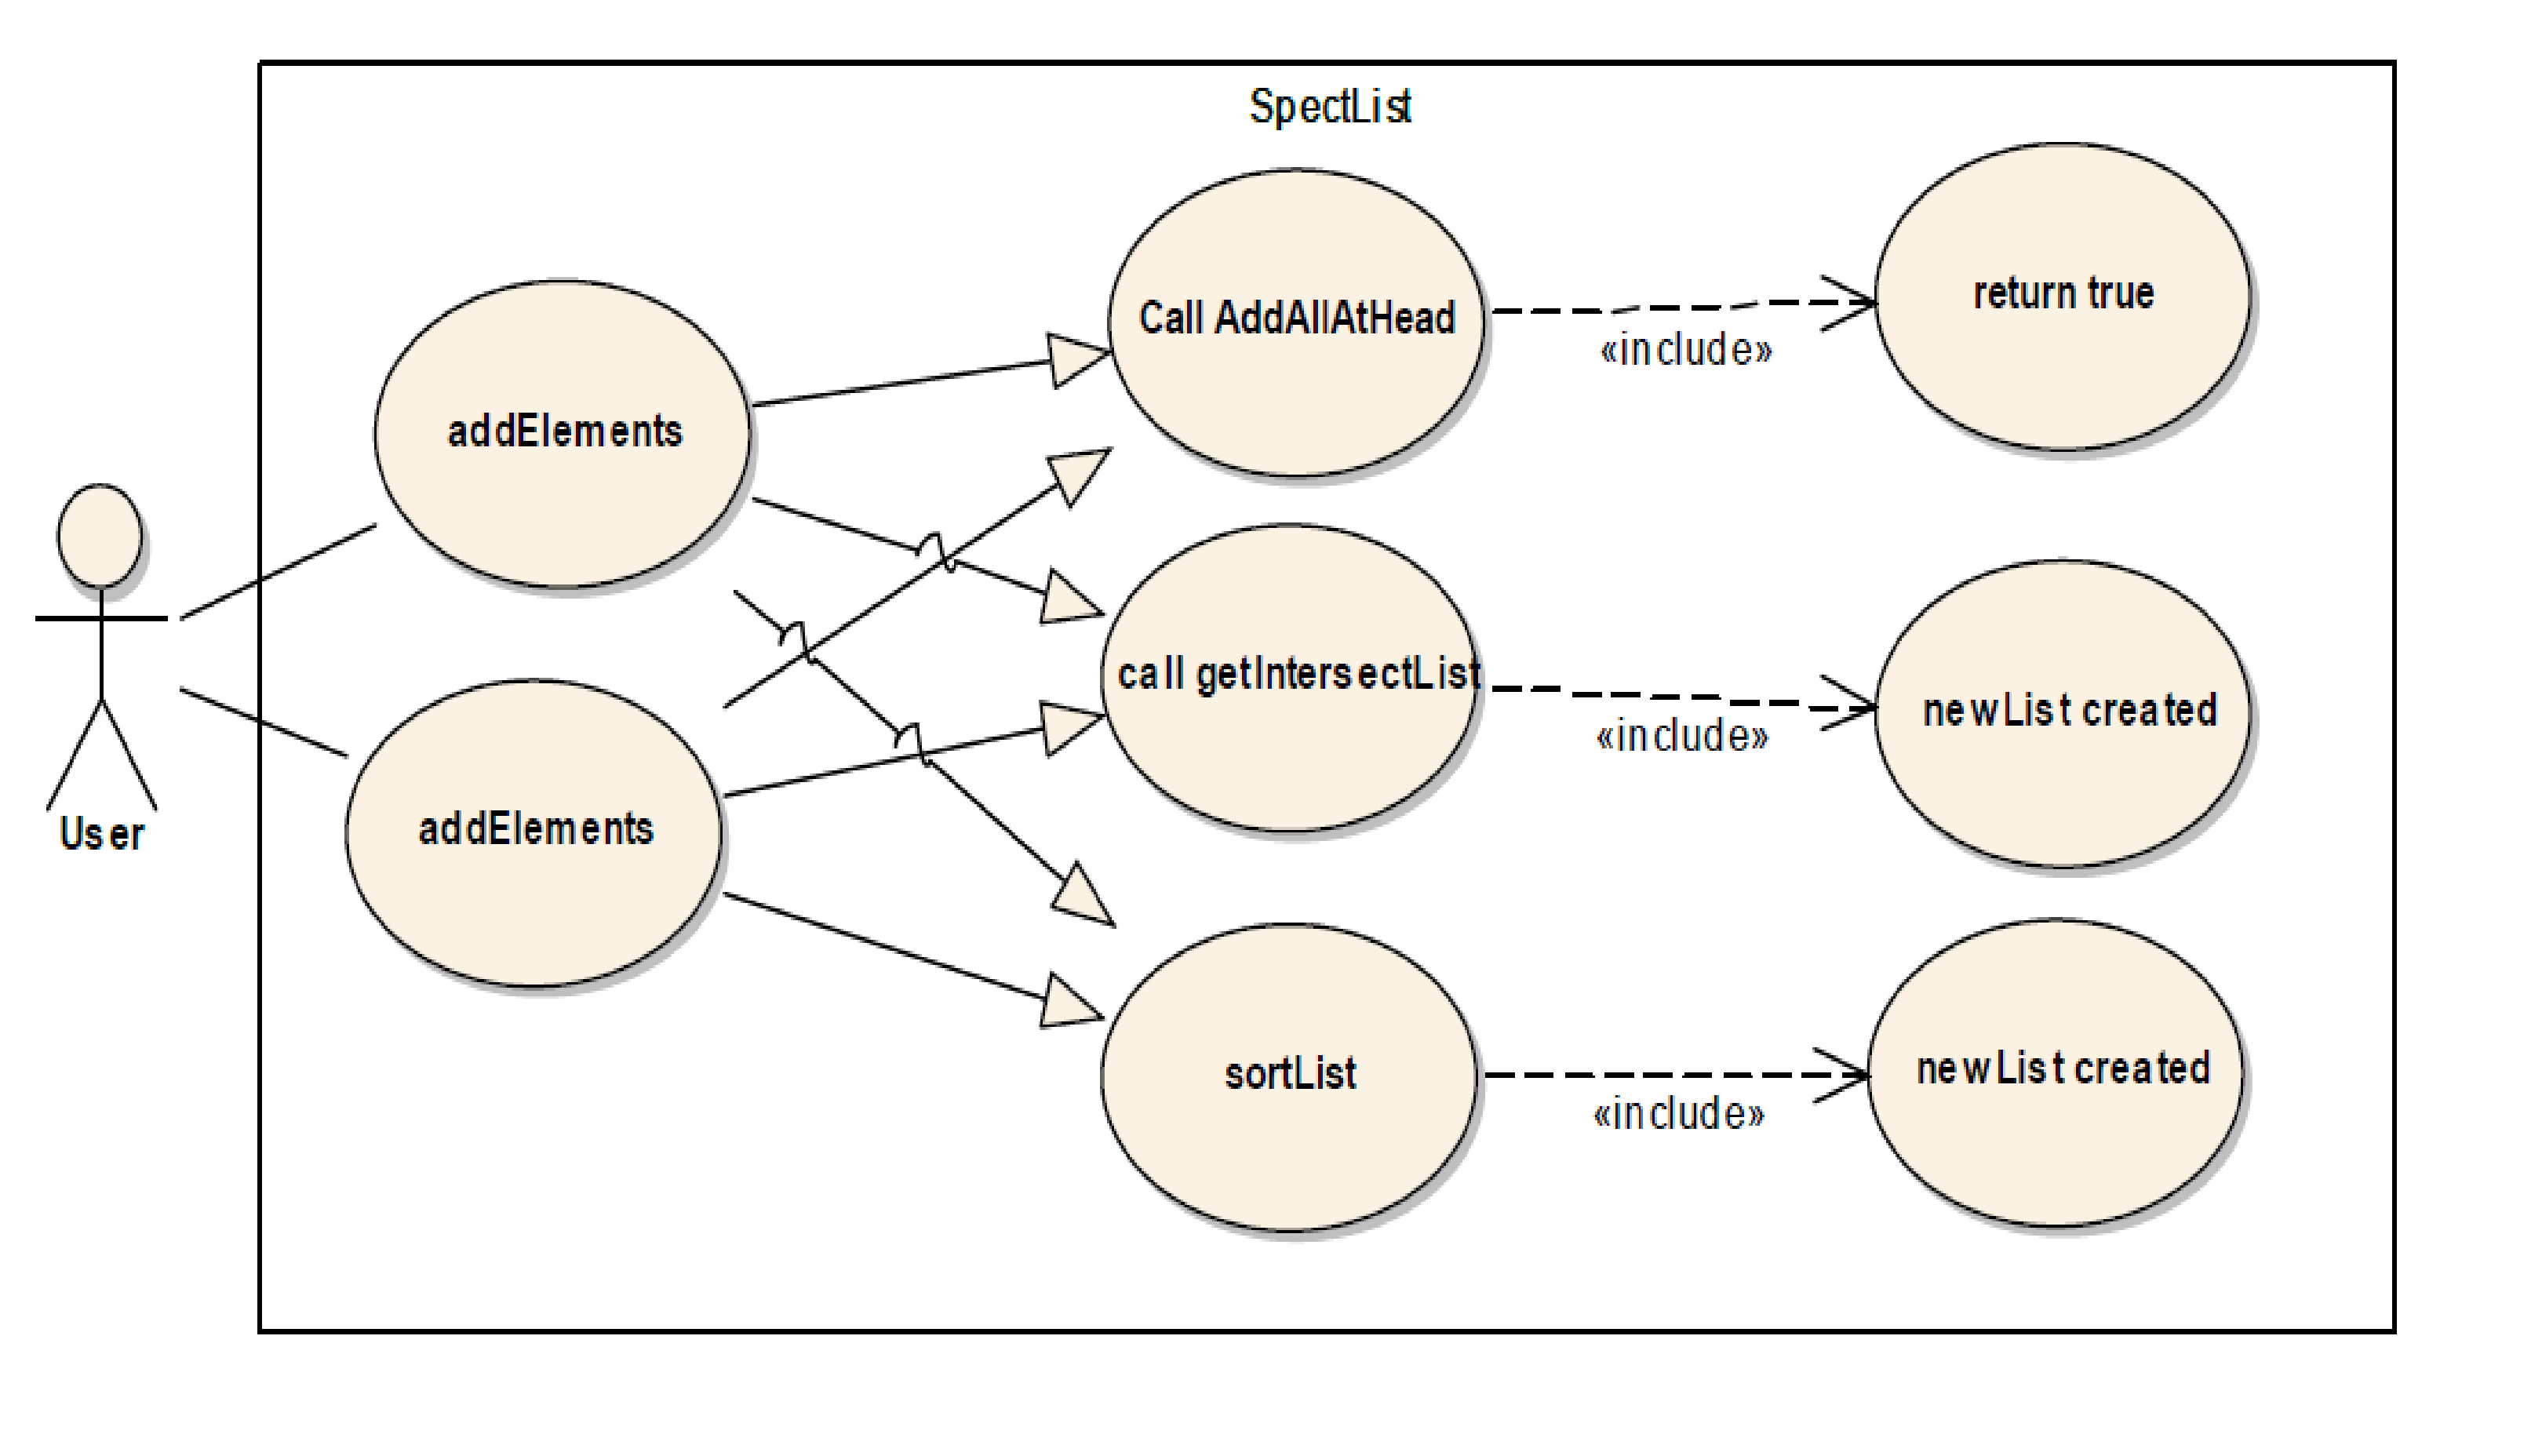 SpectList
Call AddAllAtHead
return true
«include»
addElements
call getIntersectList
newList created
«include»
addElements
User
sortList
newList created
«include»